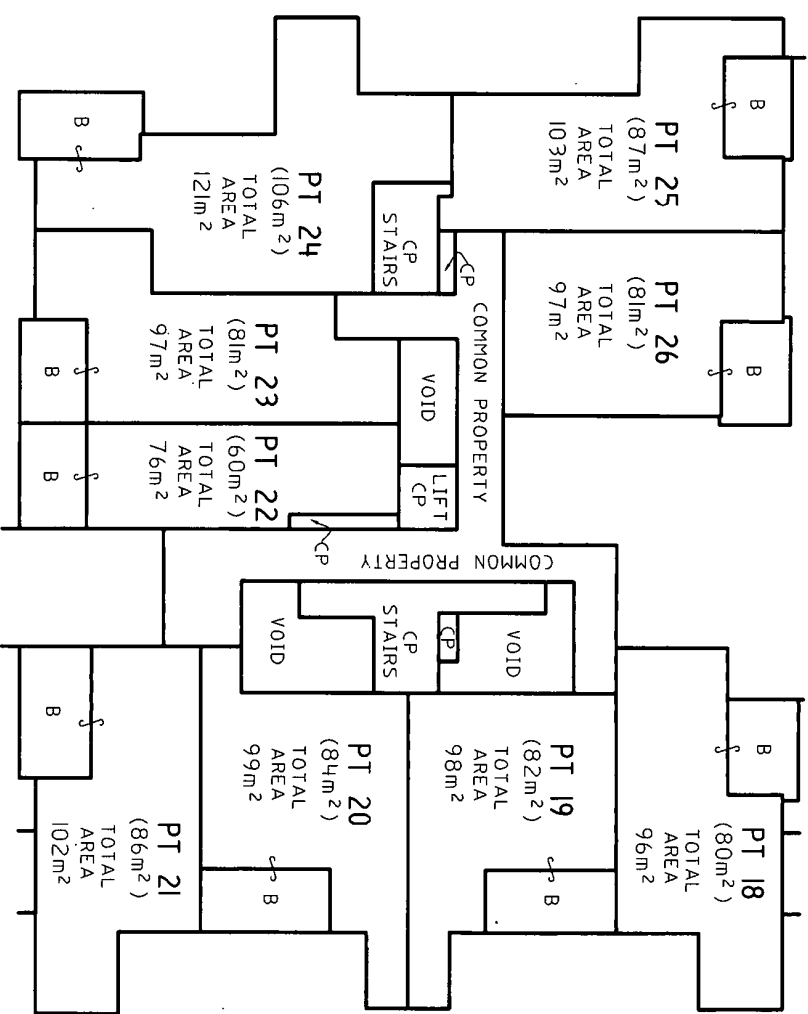 B
PT 25
(87m²)
TOTAL
AREA
103m²
B
PT 24
(106m²)
TOTAL
AREA
121m²
CP
STAIRS
CP
PT 26
(81m²)
TOTAL
AREA
97m²
B
COMMON PROPERTY
PT 23
(81m²)
TOTAL
AREA
97m²
B
VOID
PT 22
(60m²)
TOTAL
AREA
76m²
B
LIFT
CP
CP
COMMON PROPERTY
VOID
CP
STAIRS
CP
VOID
B
PT 18
(80m²)
TOTAL
AREA
96m²
PT 19
(82m²)
TOTAL
AREA
98m²
B
PT 20
(84m²)
TOTAL
AREA
99m²
B
B
PT 21
(86m²)
TOTAL
AREA
102m²